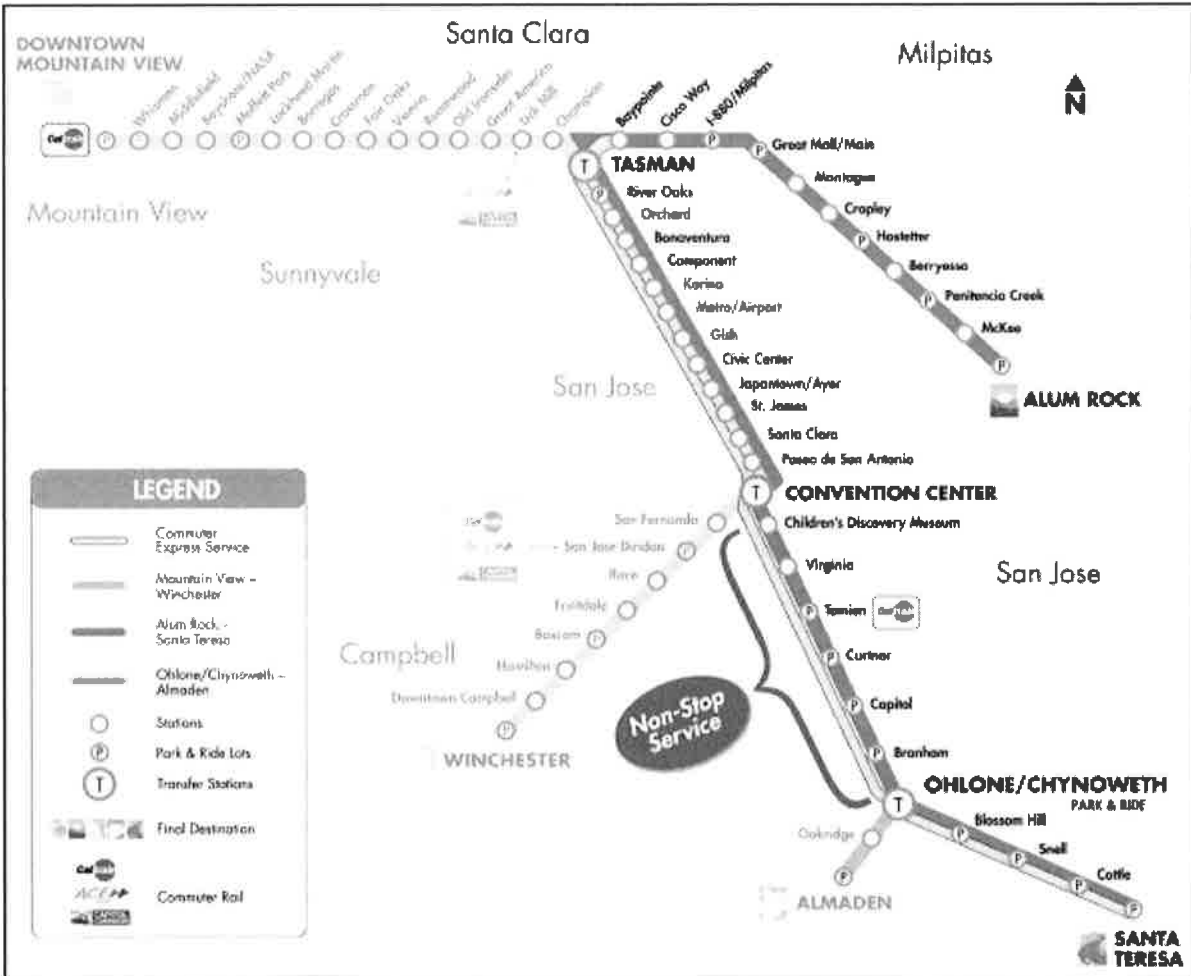 Santa Clara
DOWNTOWN
MOUNTAIN VIEW
Milpitas
N
Whisman
Middlefield
Bayshore/NASA
Moffett Park
Lockheed Martin
Borregas
Crossman
Fair Oaks
Vienna
Reamwood
Old Ironsides
Great America
Lick Mill
Champion
Baypointe
Cisco Way
I-880/Milpitas
Great Mall/Main
Montague
Cropley
Hostetter
Berryessa
Penitencia Creek
McKee
ALUM ROCK
T
TASMAN
River Oaks
Orchard
Bonaventura
Component
Karina
Metro/Airport
Gish
Civic Center
Japantown/Ayer
St. James
Santa Clara
Paseo de San Antonio
T
CONVENTION CENTER
Mountain View
Sunnyvale
San Jose
San Fernando
San Jose Diridon
Race
Fruitdale
Bascom
Hamilton
Downtown Campbell
WINCHESTER
Campbell
Children's Discovery Museum
Virginia
Tamien
Curtner
Capitol
Branham
San Jose
Non-Stop
Service
T
OHLONE/CHYNOWETH
PARK & RIDE
Oakridge
ALMADEN
Blossom Hill
Snell
Cottle
SANTA
TERESA
LEGEND
Commuter
Express Service
Mountain View –
Winchester
Alum Rock –
Santa Teresa
Ohlone/Chynoweth –
Almaden
Stations
P Park & Ride Lots
T Transfer Stations
Final Destination
ACE
Commuter Rail